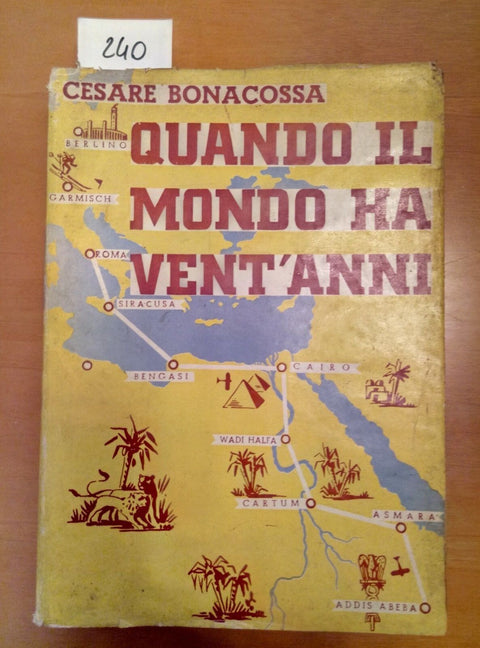 240
CESARE BONACOSSA
QUANDO IL
MONDO HA
VENT'ANNI
BERLINO
GARMISCH
ROMA
SIRACUSA
BENGASI
CAIRO
WADI HALFA
CARTUM
ASMARA
ADDIS ABEBA